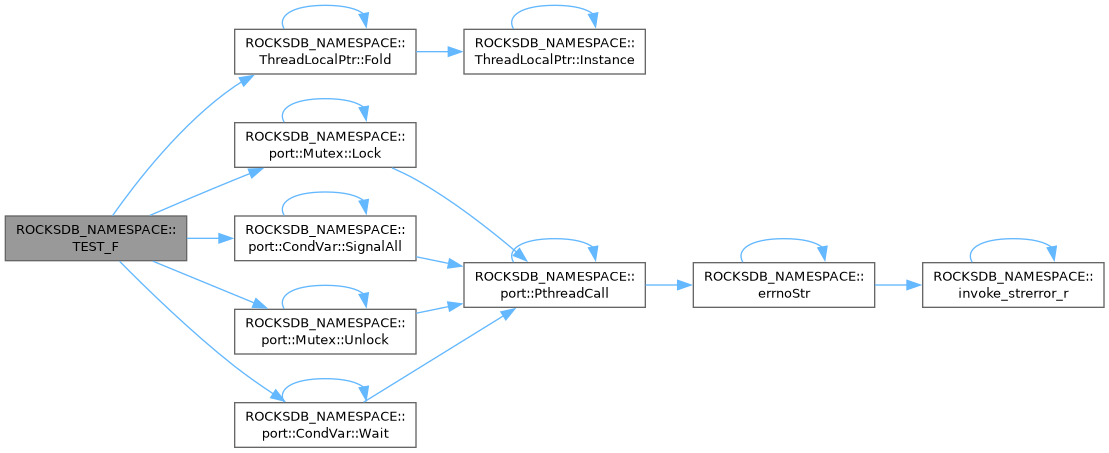 ROCKSDB_NAMESPACE::
TEST_F
ROCKSDB_NAMESPACE::
ThreadLocalPtr::Fold
ROCKSDB_NAMESPACE::
ThreadLocalPtr::Instance
ROCKSDB_NAMESPACE::
port::Mutex::Lock
ROCKSDB_NAMESPACE::
port::CondVar::SignalAll
ROCKSDB_NAMESPACE::
port::Mutex::Unlock
ROCKSDB_NAMESPACE::
port::CondVar::Wait
ROCKSDB_NAMESPACE::
port::PthreadCall
ROCKSDB_NAMESPACE::
errnoStr
ROCKSDB_NAMESPACE::
invoke_strerror_r